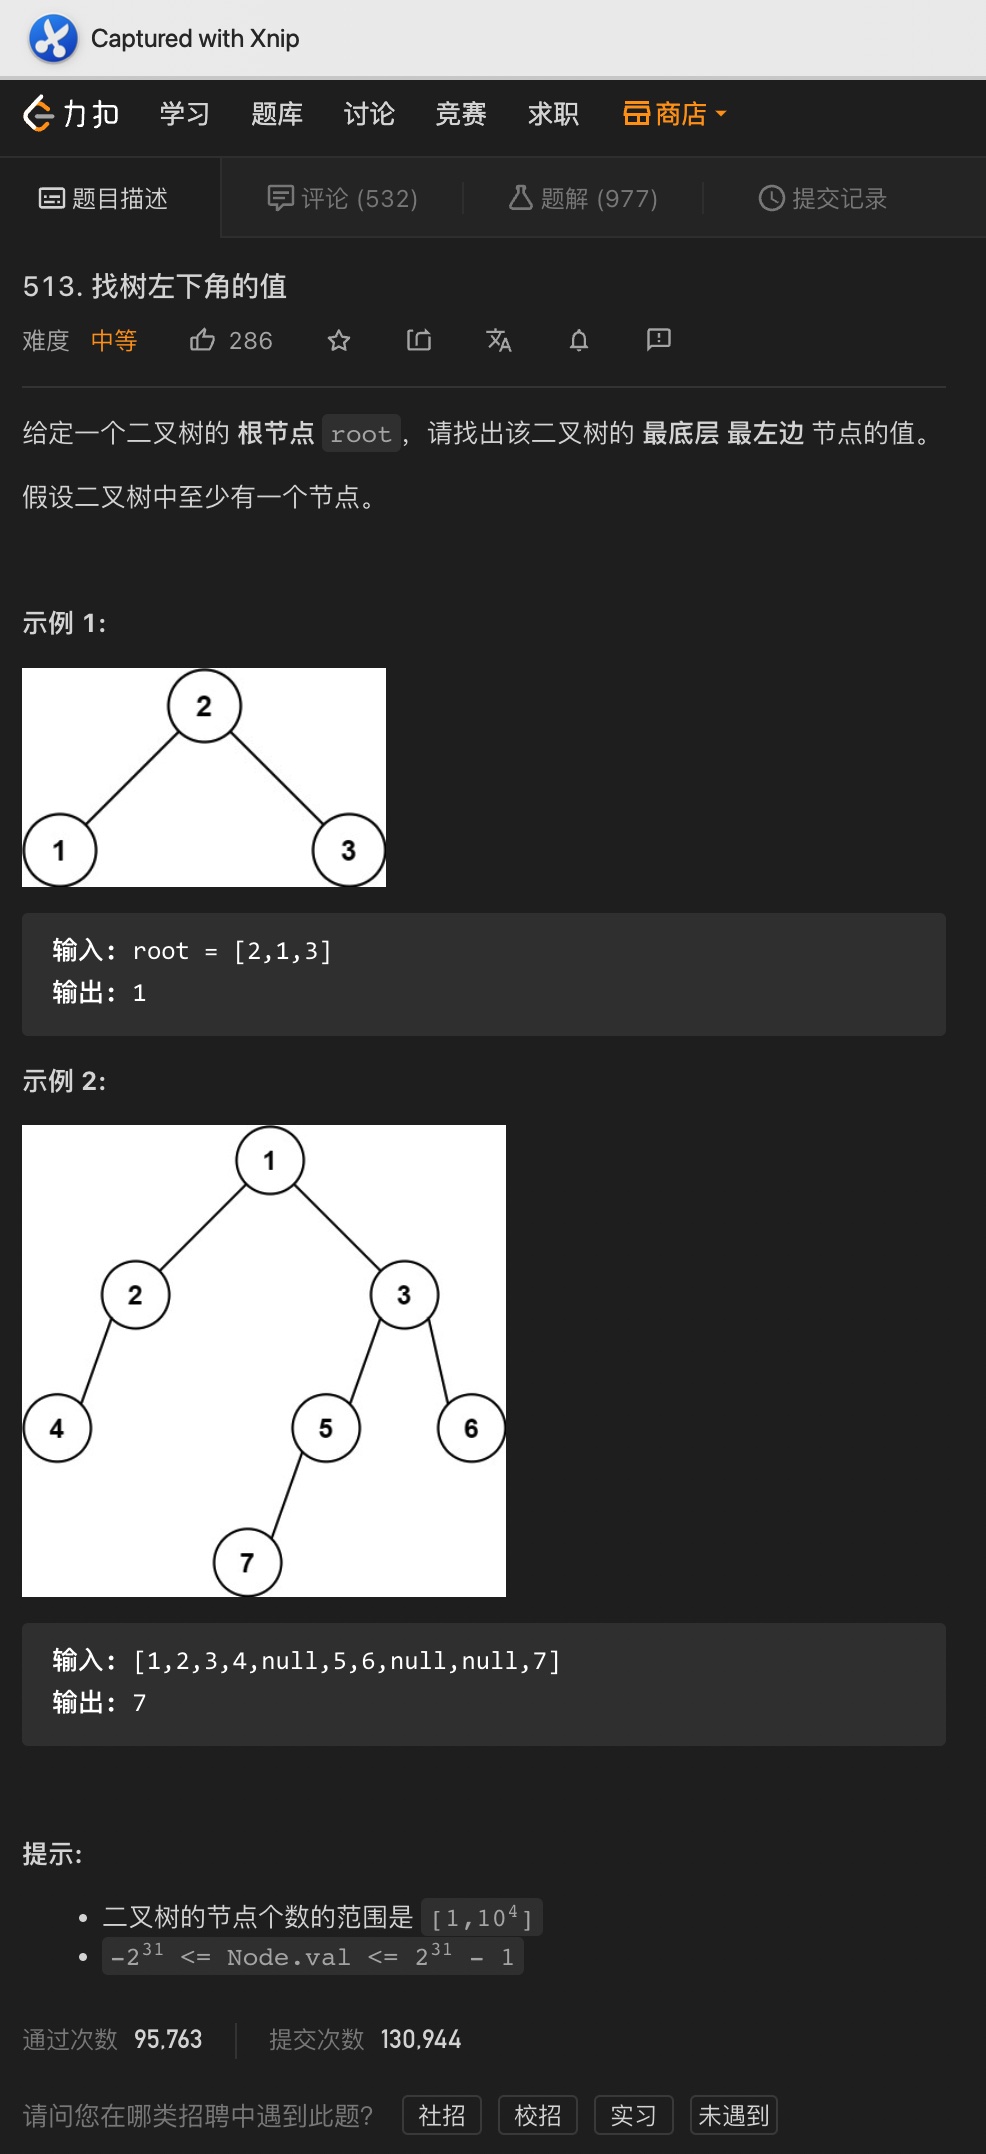 Captured with Xnip
力扣 学习 题库 讨论 竞赛 求职 商店
题目描述 评论 (532) 题解 (977) 提交记录
513. 找树左下角的值
难度 中等 286
给定一个二叉树的 根节点 root，请找出该二叉树的 最底层 最左边 节点的值。
假设二叉树中至少有一个节点。
示例 1:
2
1 3
输入: root = [2,1,3]
输出: 1
示例 2:
1
2 3
4 5 6
7
输入: [1,2,3,4,null,5,6,null,null,7]
输出: 7
提示:
• 二叉树的节点个数的范围是 [1,10⁴]
• -2³¹ <= Node.val <= 2³¹ - 1
通过次数 95,763 提交次数 130,944
请问您在哪类招聘中遇到此题? 社招 校招 实习 未遇到